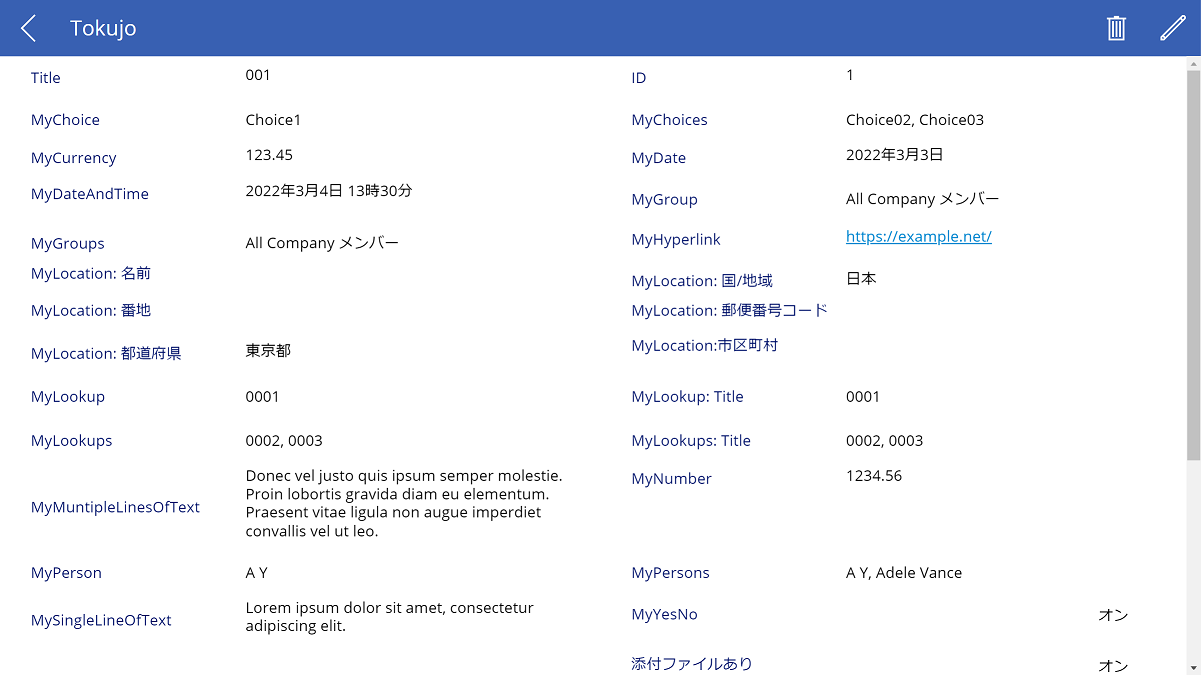 Tokujo
Title 001 ID 1
MyChoice Choice1 MyChoices Choice02, Choice03
MyCurrency 123.45 MyDate 2022年3月3日
MyDateAndTime 2022年3月4日 13時30分 MyGroup All Company メンバー
MyGroups All Company メンバー MyHyperlink https://example.net/
MyLocation: 名前 MyLocation: 国/地域 日本
MyLocation: 番地 MyLocation: 郵便番号コード
MyLocation: 都道府県 東京都 MyLocation:市区町村
MyLookup 0001 MyLookup: Title 0001
MyLookups 0002, 0003 MyLookups: Title 0002, 0003
MyMuntipleLinesOfText
Donec vel justo quis ipsum semper molestie.
Proin lobortis gravida diam eu elementum.
Praesent vitae ligula non augue imperdiet
convallis vel ut leo.
MyNumber 1234.56
MyPerson A Y MyPersons A Y, Adele Vance
MySingleLineOfText
Lorem ipsum dolor sit amet, consectetur
adipiscing elit.
MyYesNo オン
添付ファイルあり オン